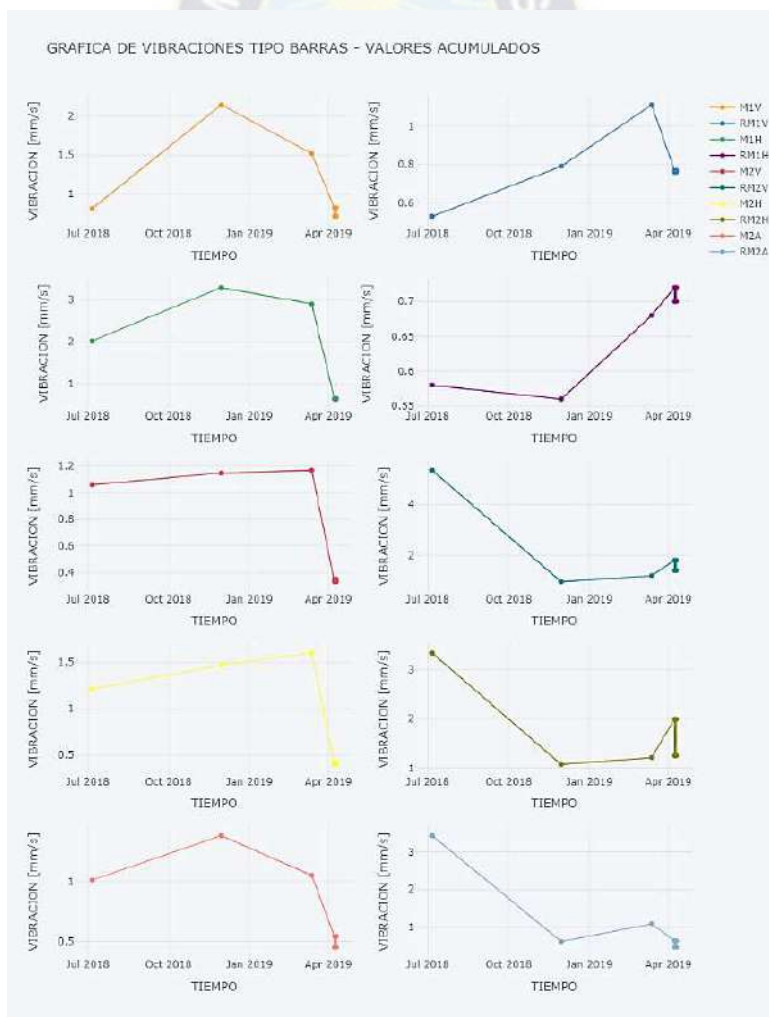 GRAFICA DE VIBRACIONES TIPO BARRAS - VALORES ACUMULADOS
VIBRACION [mm/s]
2
1.5
1
Jul 2018 Oct 2018 Jan 2019 Apr 2019
TIEMPO
VIBRACION [mm/s]
1
0.8
0.6
Jul 2018 Oct 2018 Jan 2019 Apr 2019
TIEMPO
M1V
RM1V
M1H
RM1H
M2V
RM2V
M2H
RM2H
M2A
RM2A
VIBRACION [mm/s]
3
2
1
Jul 2018 Oct 2018 Jan 2019 Apr 2019
TIEMPO
VIBRACION [mm/s]
0.7
0.65
0.6
0.55
Jul 2018 Oct 2018 Jan 2019 Apr 2019
TIEMPO
VIBRACION [mm/s]
1.2
1
0.8
0.6
0.4
Jul 2018 Oct 2018 Jan 2019 Apr 2019
TIEMPO
VIBRACION [mm/s]
4
2
Jul 2018 Oct 2018 Jan 2019 Apr 2019
TIEMPO
VIBRACION [mm/s]
1.5
1
0.5
Jul 2018 Oct 2018 Jan 2019 Apr 2019
TIEMPO
VIBRACION [mm/s]
3
2
1
Jul 2018 Oct 2018 Jan 2019 Apr 2019
TIEMPO
VIBRACION [mm/s]
1
0.5
Jul 2018 Oct 2018 Jan 2019 Apr 2019
TIEMPO
VIBRACION [mm/s]
3
2
1
Jul 2018 Oct 2018 Jan 2019 Apr 2019
TIEMPO